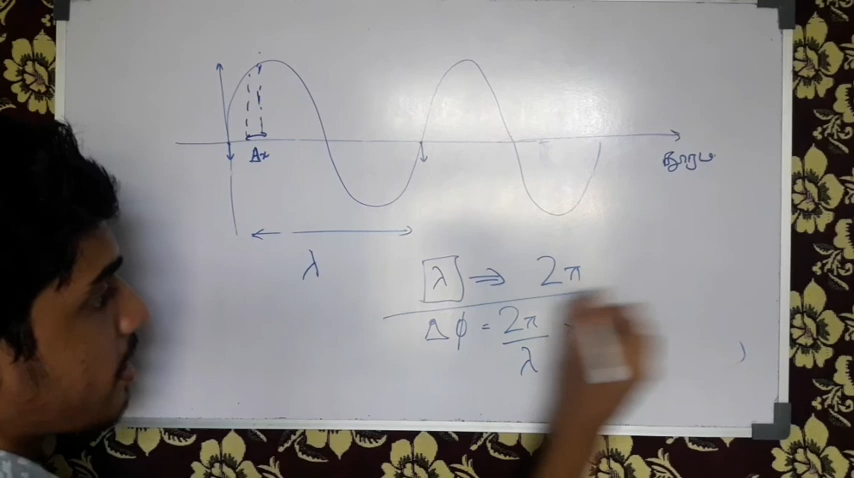 Δx
தூரம்
λ
λ ⇒ 2π
Δϕ = 2π/λ